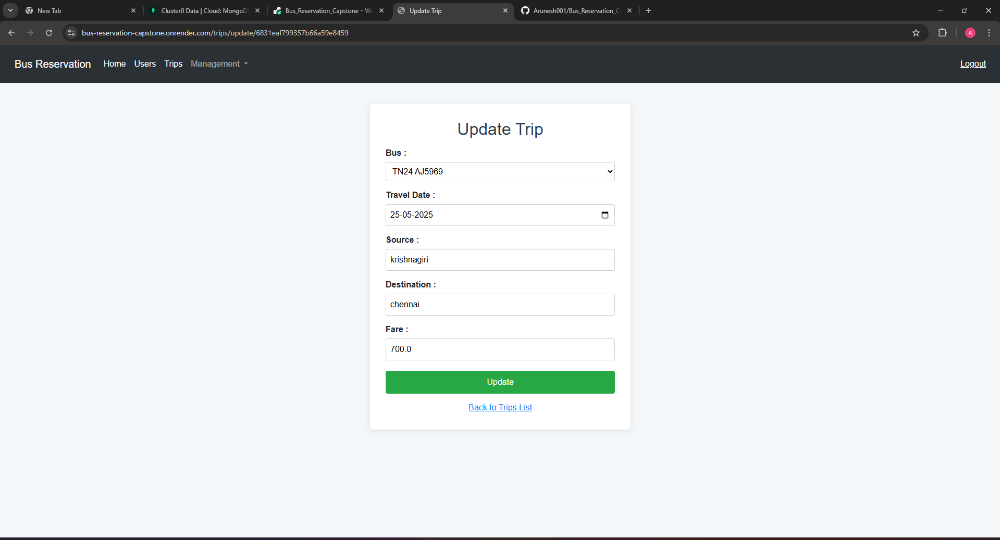 New Tab
Cluster0 Data | Cloud: MongoD
Bus_Reservation_Capstone · W
Update Trip
Arunesh001/Bus_Reservation_C
bus-reservation-capstone.onrender.com/trips/update/6831eaf799357b66a59e8459
A
Bus Reservation
Home
Users
Trips
Management
Logout
Update Trip
Bus :
TN24 AJ5969
Travel Date :
25-05-2025
Source :
krishnagiri
Destination :
chennai
Fare :
700.0
Update
Back to Trips List